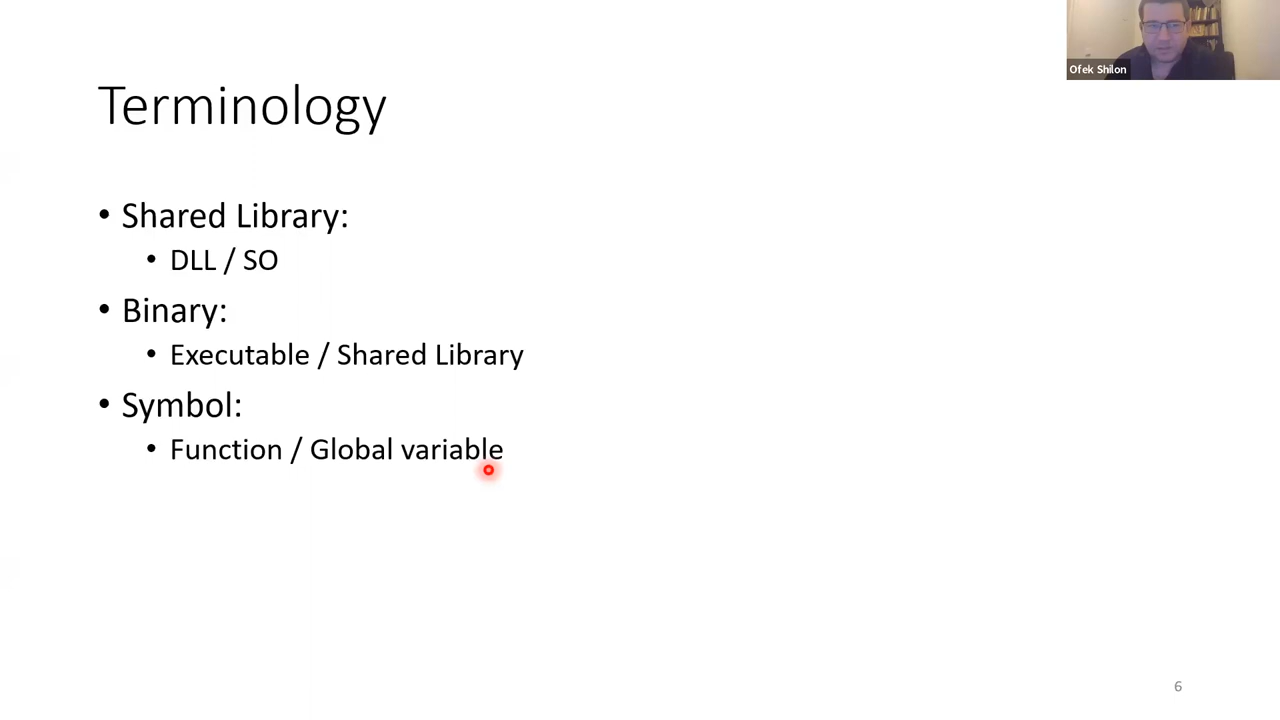 Ofek Shilon
Terminology
• Shared Library:
• DLL / SO
• Binary:
• Executable / Shared Library
• Symbol:
• Function / Global variable
6